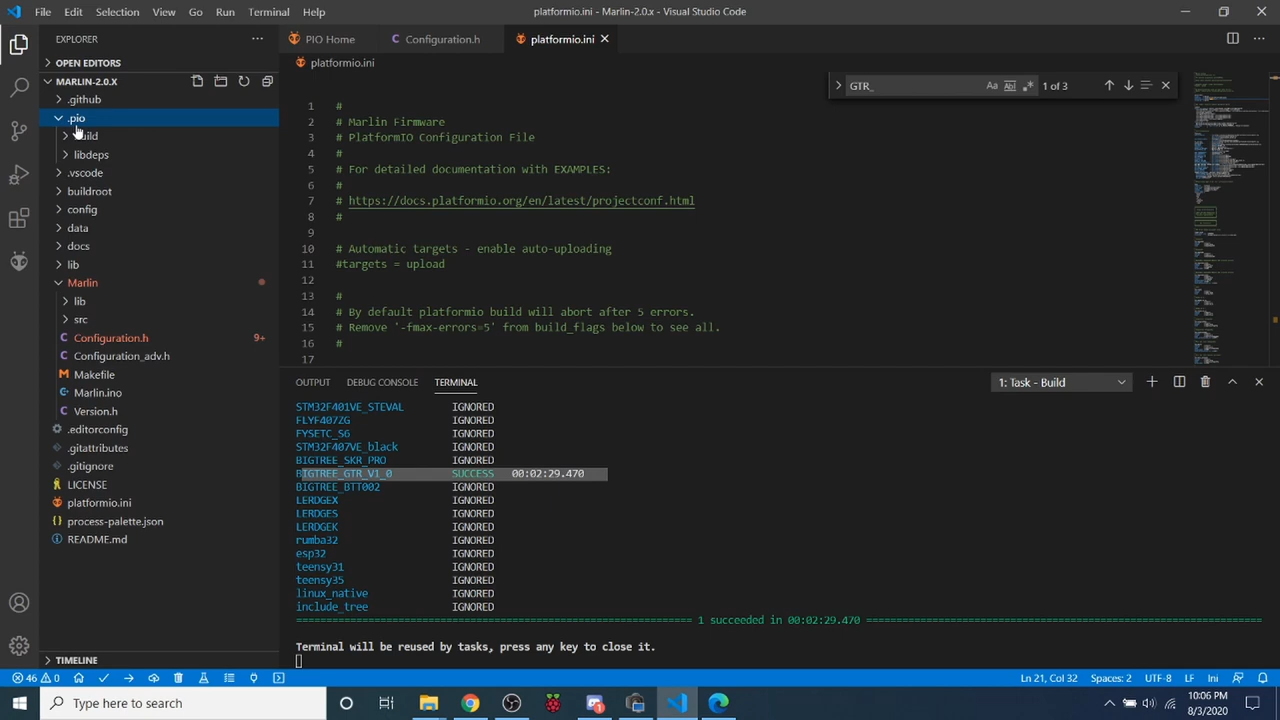 File Edit Selection View Go Run Terminal Help
platformio.ini - Marlin-2.0.x - Visual Studio Code
EXPLORER
OPEN EDITORS
MARLIN-2.0.X
.github
.pio
build
libdeps
.vscode
buildroot
config
data
docs
lib
Marlin
lib
src
Configuration.h 9+
Configuration_adv.h
Makefile
Marlin.ino
Version.h
.editorconfig
.gitattributes
.gitignore
LICENSE
platformio.ini
process-palette.json
README.md
TIMELINE
PIO Home Configuration.h platformio.ini
platformio.ini
GTR_ Aa Abl 1 of 3
1 #
2 # Marlin Firmware
3 # PlatformIO Configuration File
4 #
5 # For detailed documentation with EXAMPLES:
6 #
7 # https://docs.platformio.org/en/latest/projectconf.html
8 #
9
10 # Automatic targets - enable auto-uploading
11 #targets = upload
12
13 #
14 # By default platformio build will abort after 5 errors.
15 # Remove '-fmax-errors=5' from build_flags below to see all.
16 #
17
OUTPUT DEBUG CONSOLE TERMINAL 1: Task - Build
STM32F401VE_STEVAL IGNORED
FLYF407ZG IGNORED
FYSETC_S6 IGNORED
STM32F407VE_black IGNORED
BIGTREE_SKR_PRO IGNORED
BIGTREE_GTR_V1_0 SUCCESS 00:02:29.470
BIGTREE_BTT002 IGNORED
LERDGEX IGNORED
LERDGES IGNORED
LERDGEK IGNORED
rumba32 IGNORED
esp32 IGNORED
teensy31 IGNORED
teensy35 IGNORED
linux_native IGNORED
include_tree IGNORED
1 succeeded in 00:02:29.470
Terminal will be reused by tasks, press any key to close it.
46 0 Ln 21, Col 32 Spaces: 2 UTF-8 LF Ini
Type here to search
10:06 PM
8/3/2020